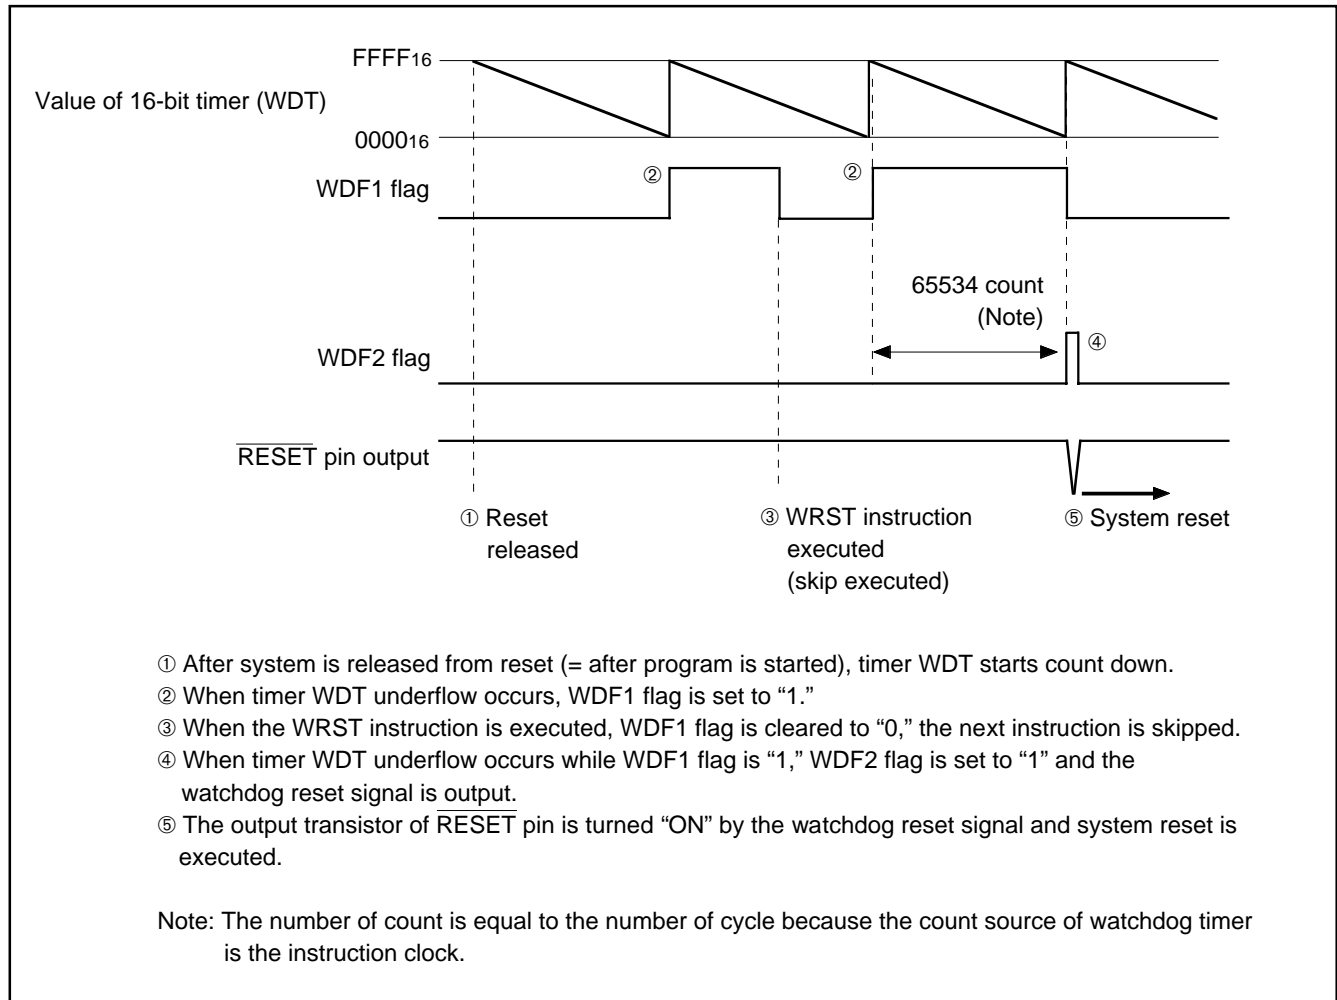 FFFF16
Value of 16-bit timer (WDT)
000016
② ②
WDF1 flag
65534 count
(Note)
④
WDF2 flag
RESET pin output
① Reset
released
③ WRST instruction
executed
(skip executed)
⑤ System reset
① After system is released from reset (= after program is started), timer WDT starts count down.
② When timer WDT underflow occurs, WDF1 flag is set to “1.”
③ When the WRST instruction is executed, WDF1 flag is cleared to “0,” the next instruction is skipped.
④ When timer WDT underflow occurs while WDF1 flag is “1,” WDF2 flag is set to “1” and the
watchdog reset signal is output.
⑤ The output transistor of RESET pin is turned “ON” by the watchdog reset signal and system reset is
executed.
Note: The number of count is equal to the number of cycle because the count source of watchdog timer
is the instruction clock.